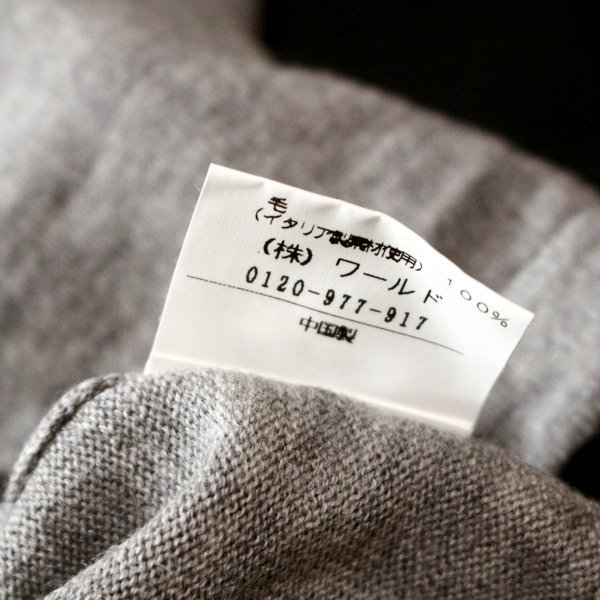 毛 100%
(イタリア製素材使用)
(株) ワールド
0120-977-917
中国製